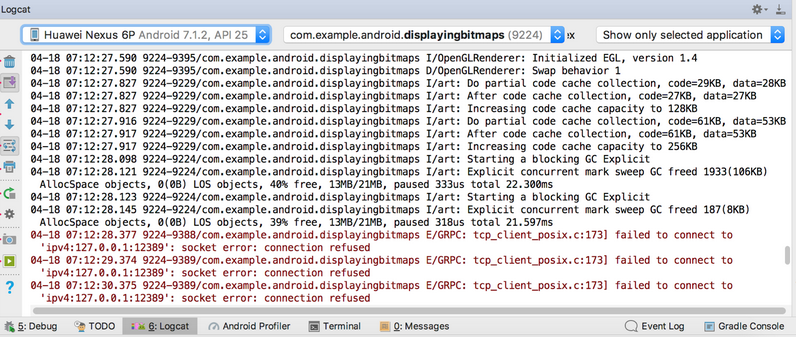 Logcat
Huawei Nexus 6P Android 7.1.2, API 25 com.example.android.displayingbitmaps (9224) Show only selected application
04-18 07:12:27.590 9224-9395/com.example.android.displayingbitmaps I/OpenGLRenderer: Initialized EGL, version 1.4
04-18 07:12:27.590 9224-9395/com.example.android.displayingbitmaps D/OpenGLRenderer: Swap behavior 1
04-18 07:12:27.827 9224-9229/com.example.android.displayingbitmaps I/art: Do partial code cache collection, code=29KB, data=28KB
04-18 07:12:27.827 9224-9229/com.example.android.displayingbitmaps I/art: After code cache collection, code=27KB, data=27KB
04-18 07:12:27.827 9224-9229/com.example.android.displayingbitmaps I/art: Increasing code cache capacity to 128KB
04-18 07:12:27.916 9224-9229/com.example.android.displayingbitmaps I/art: Do partial code cache collection, code=61KB, data=53KB
04-18 07:12:27.917 9224-9229/com.example.android.displayingbitmaps I/art: After code cache collection, code=61KB, data=53KB
04-18 07:12:27.917 9224-9229/com.example.android.displayingbitmaps I/art: Increasing code cache capacity to 256KB
04-18 07:12:28.098 9224-9224/com.example.android.displayingbitmaps I/art: Starting a blocking GC Explicit
04-18 07:12:28.121 9224-9224/com.example.android.displayingbitmaps I/art: Explicit concurrent mark sweep GC freed 1933(106KB)
AllocSpace objects, 0(0B) LOS objects, 40% free, 13MB/21MB, paused 333us total 22.300ms
04-18 07:12:28.123 9224-9224/com.example.android.displayingbitmaps I/art: Starting a blocking GC Explicit
04-18 07:12:28.145 9224-9224/com.example.android.displayingbitmaps I/art: Explicit concurrent mark sweep GC freed 187(8KB)
AllocSpace objects, 0(0B) LOS objects, 39% free, 13MB/21MB, paused 318us total 21.597ms
04-18 07:12:28.377 9224-9388/com.example.android.displayingbitmaps E/GRPC: tcp_client_posix.c:173] failed to connect to
'ipv4:127.0.0.1:12389': socket error: connection refused
04-18 07:12:29.374 9224-9389/com.example.android.displayingbitmaps E/GRPC: tcp_client_posix.c:173] failed to connect to
'ipv4:127.0.0.1:12389': socket error: connection refused
04-18 07:12:30.375 9224-9389/com.example.android.displayingbitmaps E/GRPC: tcp_client_posix.c:173] failed to connect to
'ipv4:127.0.0.1:12389': socket error: connection refused
5: Debug TODO 6: Logcat Android Profiler Terminal 0: Messages Event Log Gradle Console